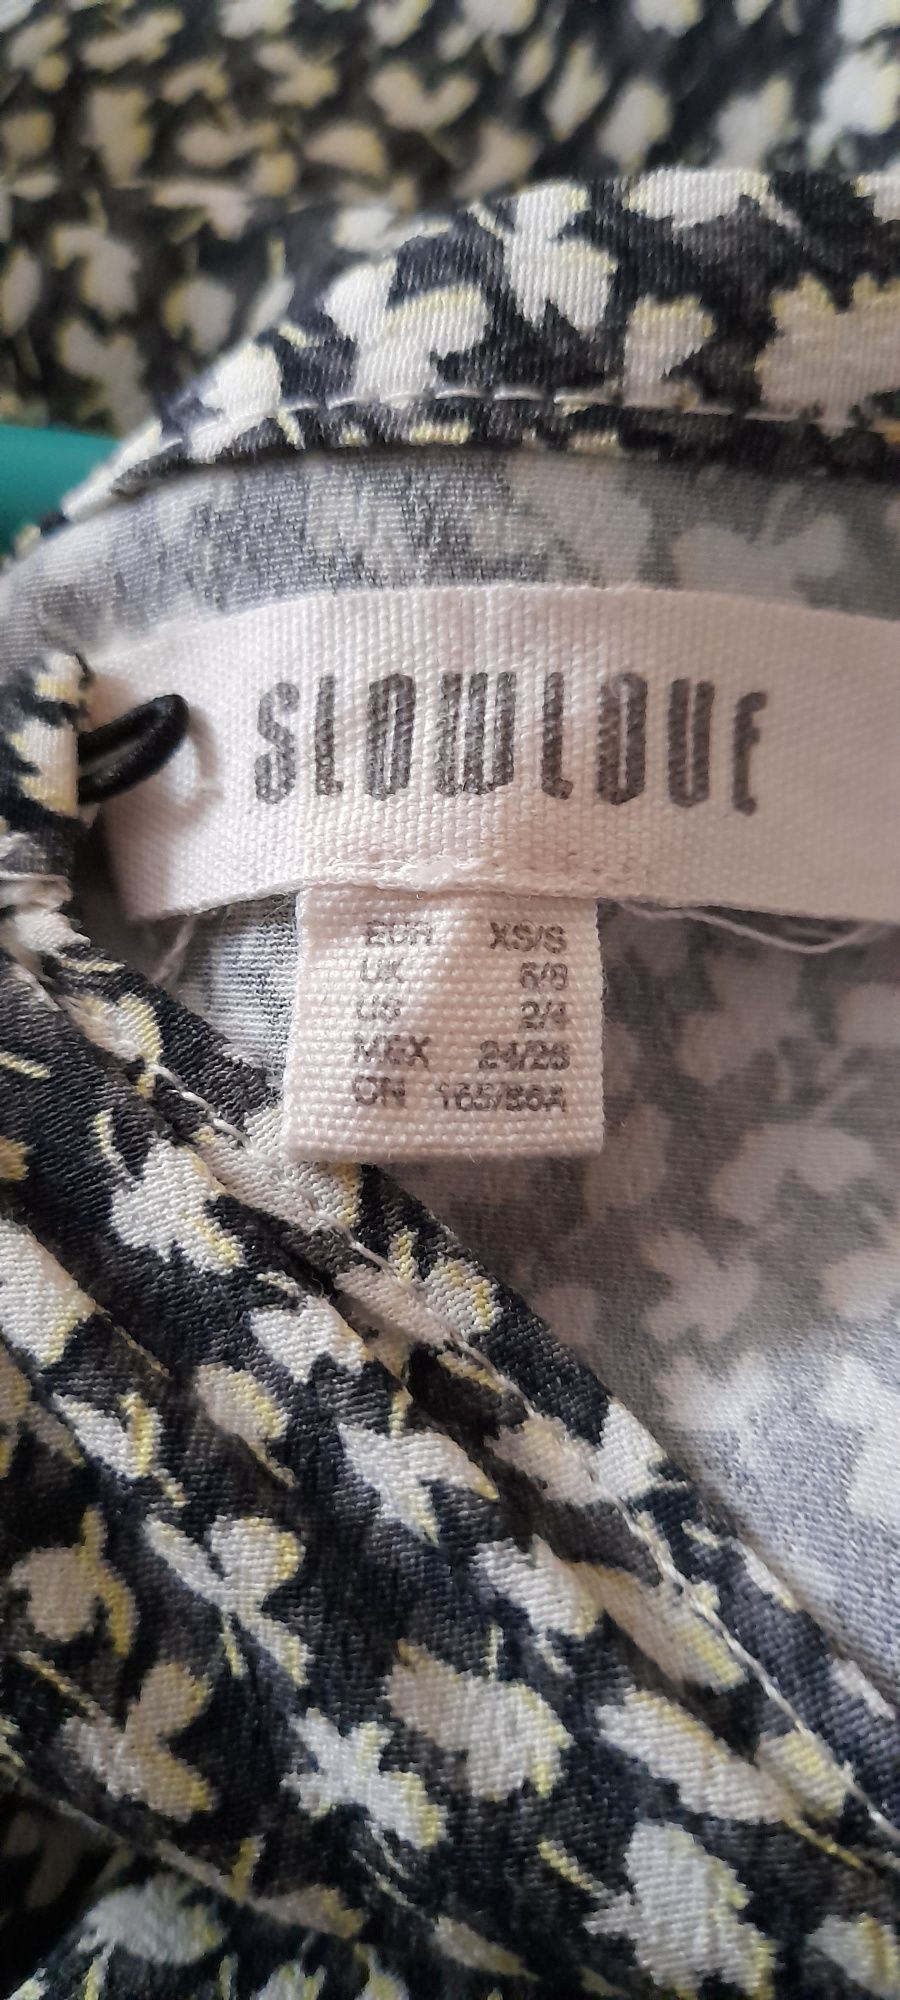 SLOWLOVE
EUR XS/S
UK 6/8
US 2/4
MEX 24/26
CN 165/86A